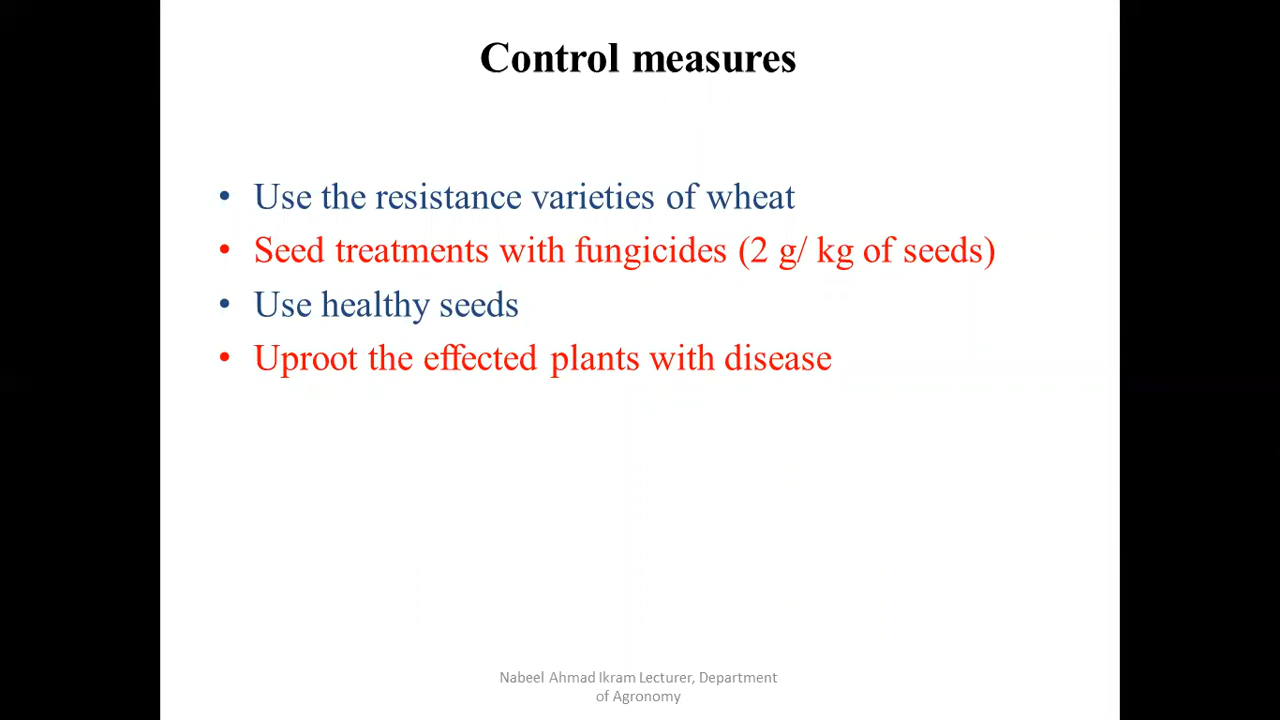 Control measures
• Use the resistance varieties of wheat
• Seed treatments with fungicides (2 g/ kg of seeds)
• Use healthy seeds
• Uproot the effected plants with disease
Nabeel Ahmad Ikram Lecturer, Department
of Agronomy